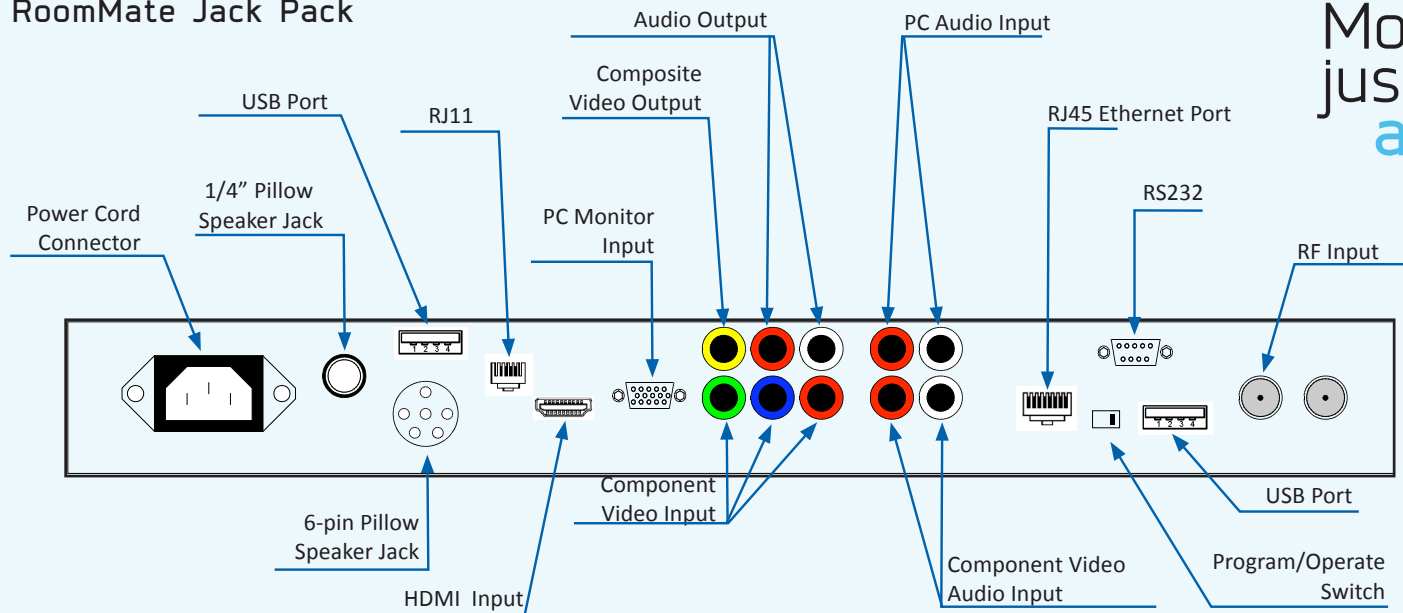 RoomMate Jack Pack
Mo
jus
a
Audio Output
PC Audio Input
Composite
Video Output
USB Port
RJ11
RJ45 Ethernet Port
1/4” Pillow
Speaker Jack
RS232
Power Cord
Connector
PC Monitor
Input
RF Input
1 2 3 4
1 2 3 4
Component
Video Input
USB Port
6-pin Pillow
Speaker Jack
Component Video
Audio Input
Program/Operate
Switch
HDMI Input